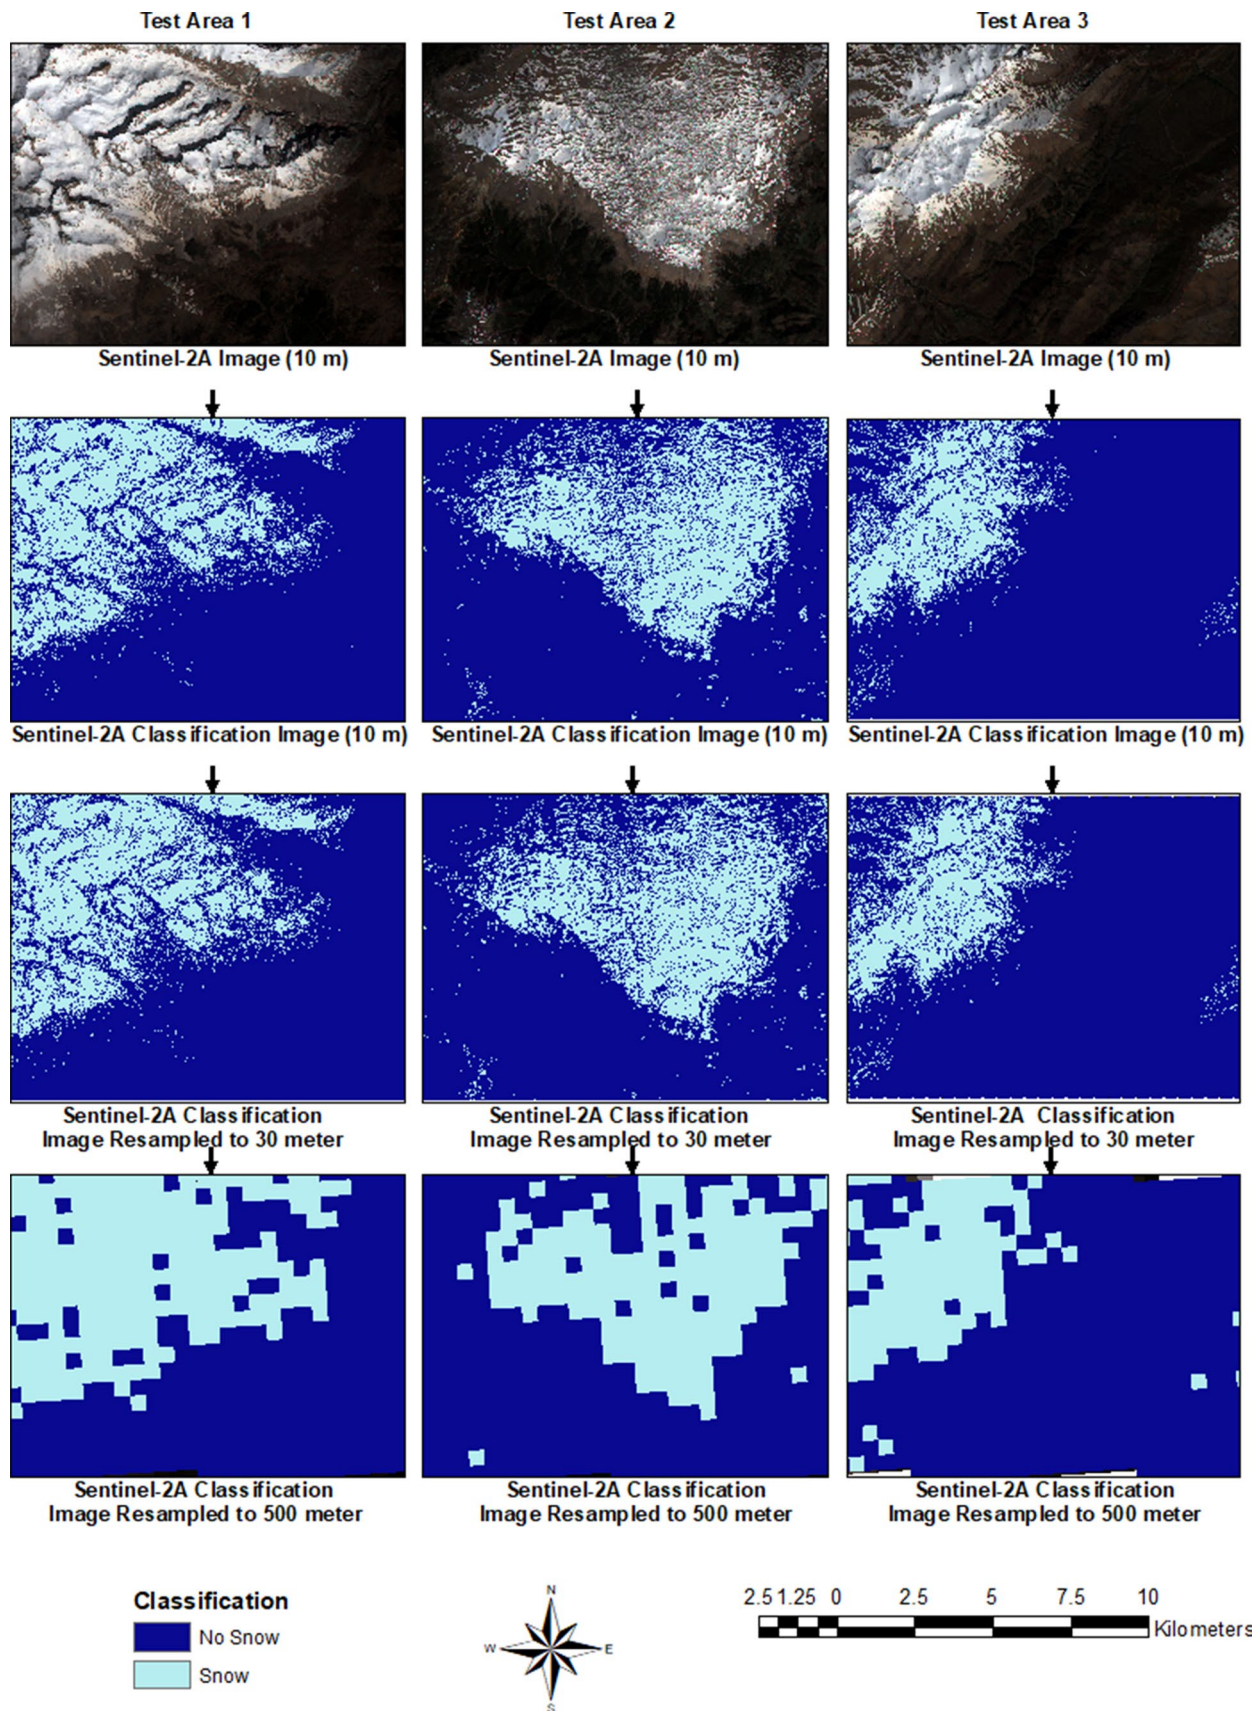 Test Area 1
Test Area 2
Test Area 3
Sentinel-2A Image (10 m)
Sentinel-2A Image (10 m)
Sentinel-2A Image (10 m)
Sentinel-2A Classification Image (10 m)
Sentinel-2A Classification Image (10 m)
Sentinel-2A Classification Image (10 m)
Sentinel-2A Classification
Image Resampled to 30 meter
Sentinel-2A Classification
Image Resampled to 30 meter
Sentinel-2A Classification
Image Resampled to 30 meter
Sentinel-2A Classification
Image Resampled to 500 meter
Sentinel-2A Classification
Image Resampled to 500 meter
Sentinel-2A Classification
Image Resampled to 500 meter
Classification
No Snow
Snow
N
W E
S
2.5 1.25 0 2.5 5 7.5 10
Kilometers